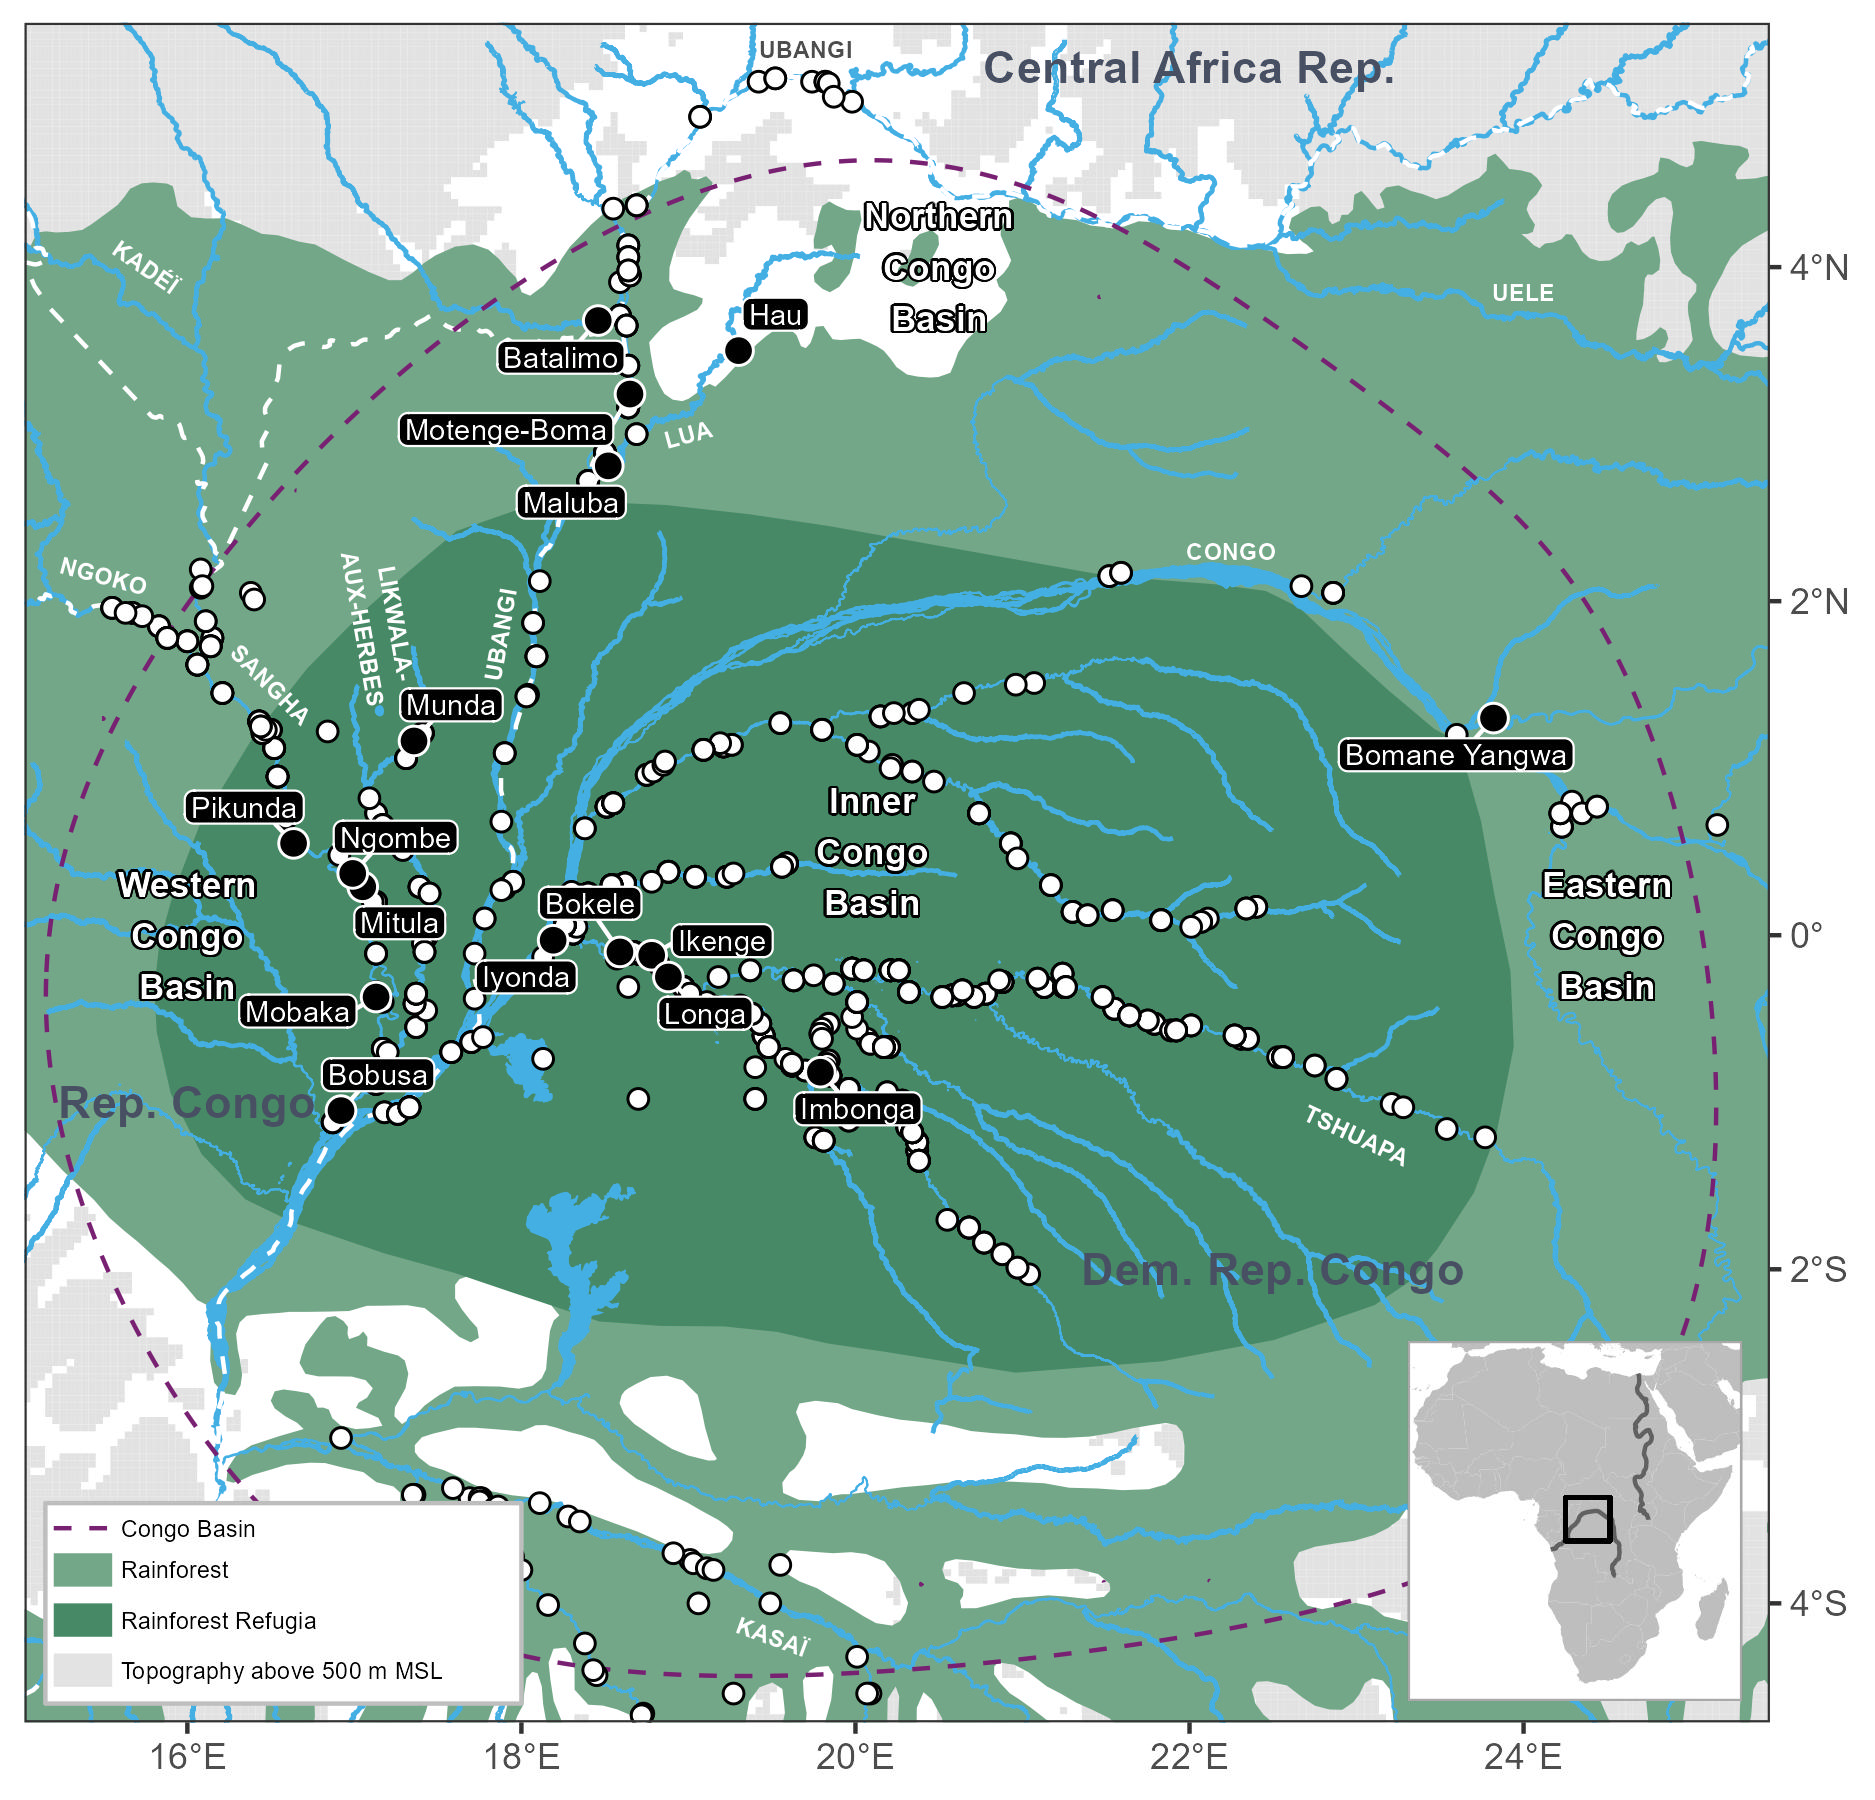 UBANGI
Central Africa Rep.
Northern
Congo
Basin
KADÉÏ
4°N
UELE
Hau
Batalimo
Motenge-Boma
LUA
Maluba
NGOKO
CONGO
AUX-HERBES
LIKWALA-
UBANGI
2°N
SANGHA
Munda
Bomane Yangwa
Pikunda
Ngombe
Inner
Congo
Basin
Western
Congo
Basin
Eastern
Congo
Basin
Bokele
Mitula
Ikenge
0°
Iyonda
Mobaka
Longa
Bobusa
Rep. Congo
Imbonga
TSHUAPA
Dem. Rep. Congo
2°S
Congo Basin
Rainforest
Rainforest Refugia
Topography above 500 m MSL
KASAÏ
4°S
16°E
18°E
20°E
22°E
24°E